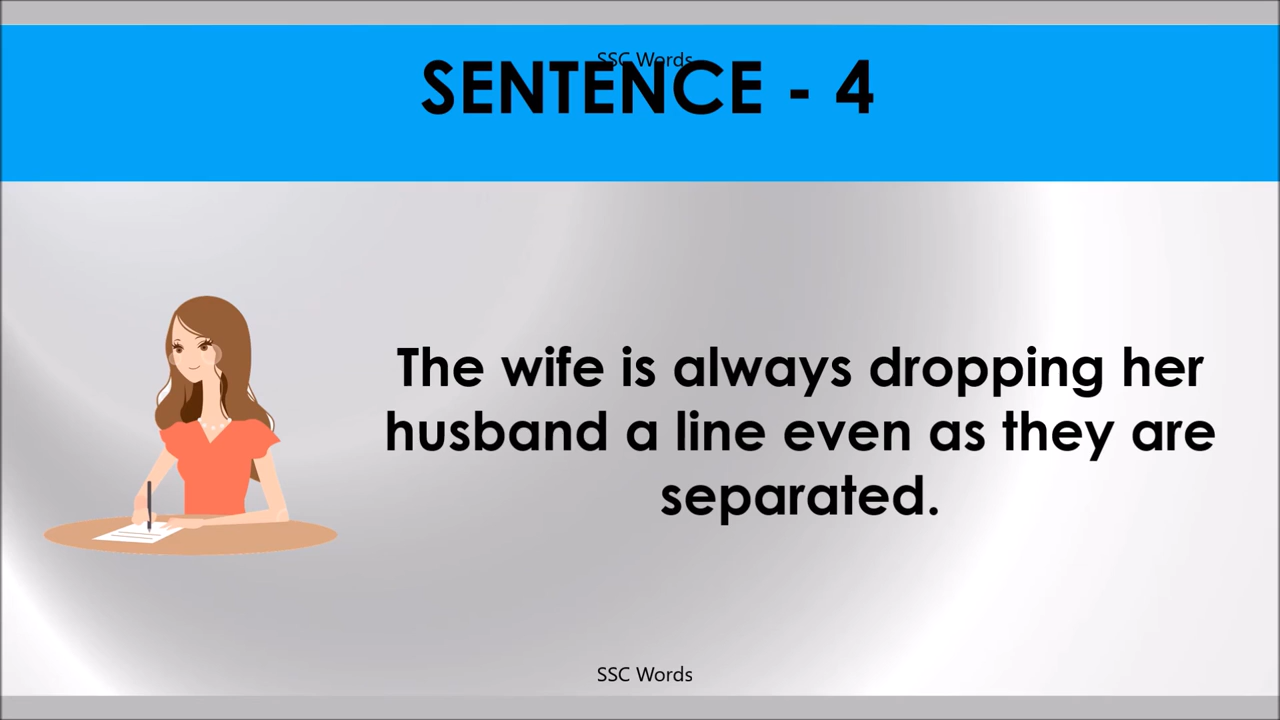 SSC Words
SENTENCE - 4
The wife is always dropping her
husband a line even as they are
separated.
SSC Words